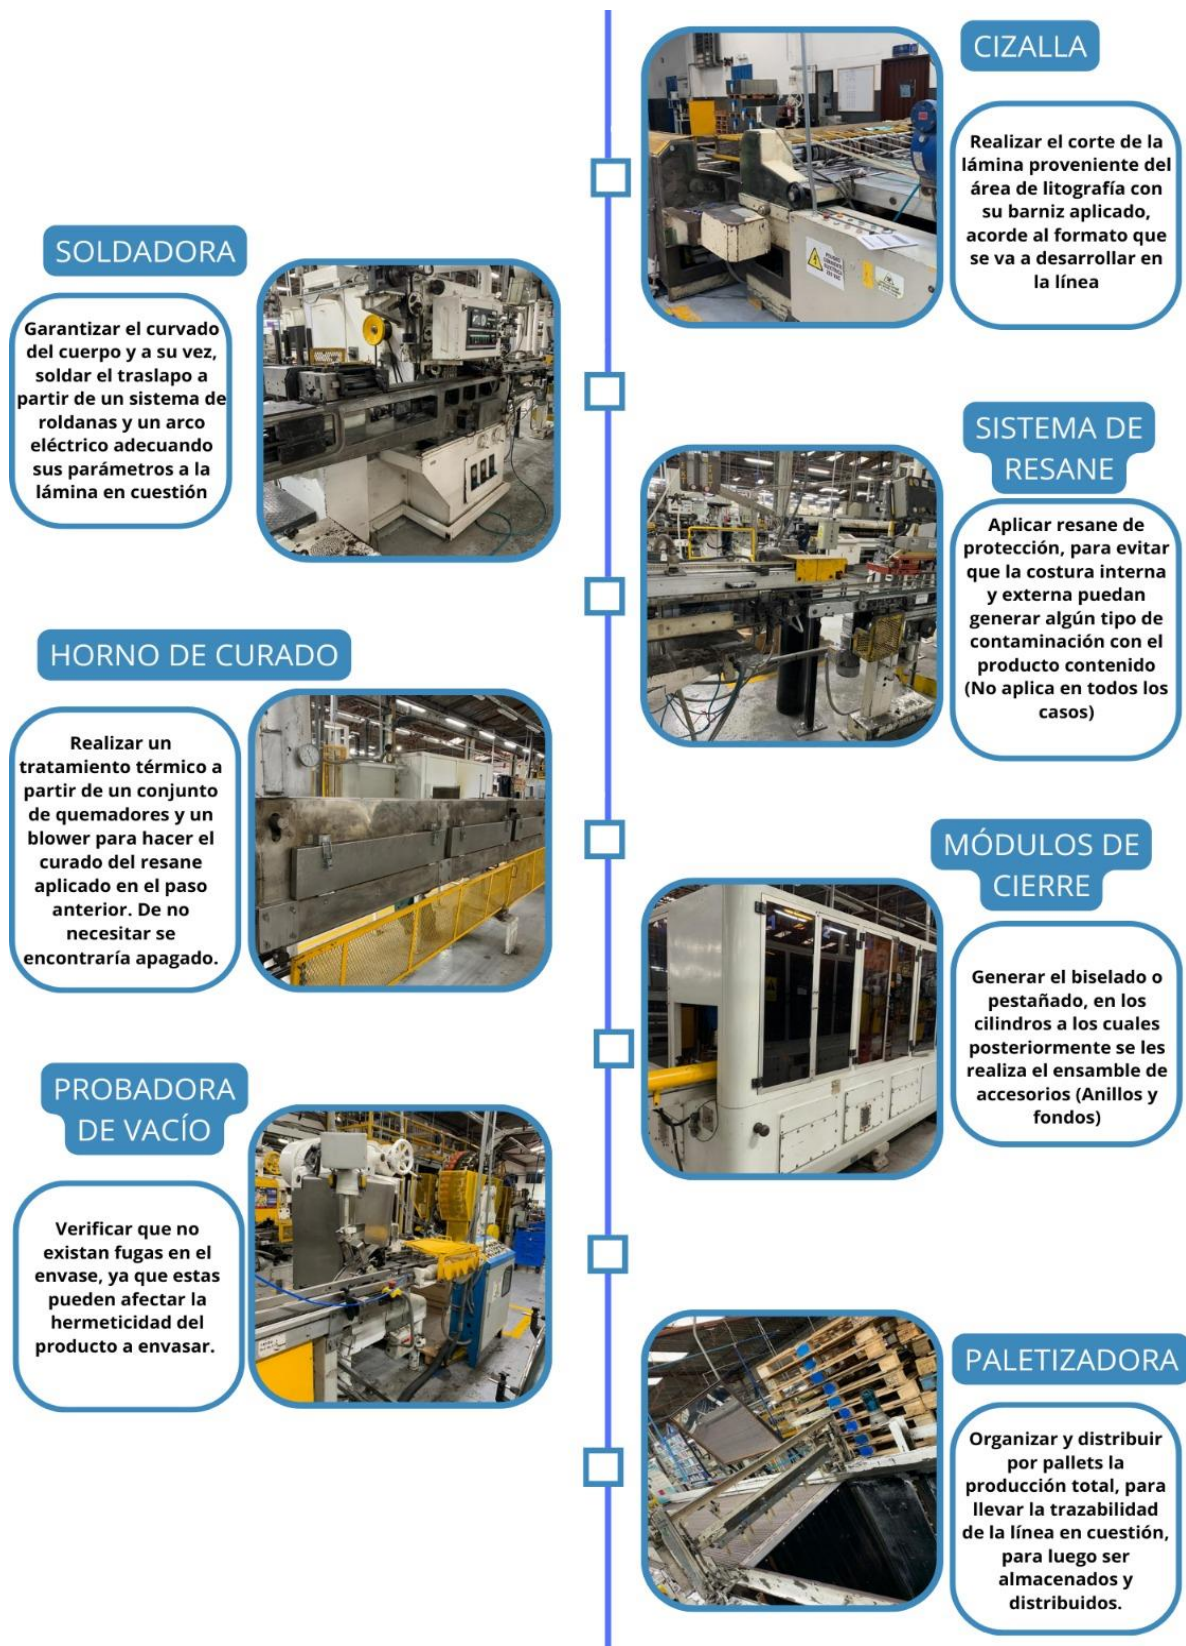 CIZALLA
Realizar el corte de la
lámina proveniente del
área de litografía con
su barniz aplicado,
acorde al formato que
se va a desarrollar en
la línea
SOLDADORA
Garantizar el curvado
del cuerpo y a su vez,
soldar el traslapo a
partir de un sistema de
roldanas y un arco
eléctrico adecuando
sus parámetros a la
lámina en cuestión
SISTEMA DE
RESANE
Aplicar resane de
protección, para evitar
que la costura interna
y externa puedan
generar algún tipo de
contaminación con el
producto contenido
(No aplica en todos los
casos)
HORNO DE CURADO
Realizar un
tratamiento térmico a
partir de un conjunto
de quemadores y un
blower para hacer el
curado del resane
aplicado en el paso
anterior. De no
necesitar se
encontraría apagado.
MÓDULOS DE
CIERRE
Generar el biselado o
pestañado, en los
cilindros a los cuales
posteriormente se les
realiza el ensamble de
accesorios (Anillos y
fondos)
PROBADORA
DE VACÍO
Verificar que no
existan fugas en el
envase, ya que estas
pueden afectar la
hermeticidad del
producto a envasar.
PALETIZADORA
Organizar y distribuir
por pallets la
producción total, para
llevar la trazabilidad
de la línea en cuestión,
para luego ser
almacenados y
distribuidos.